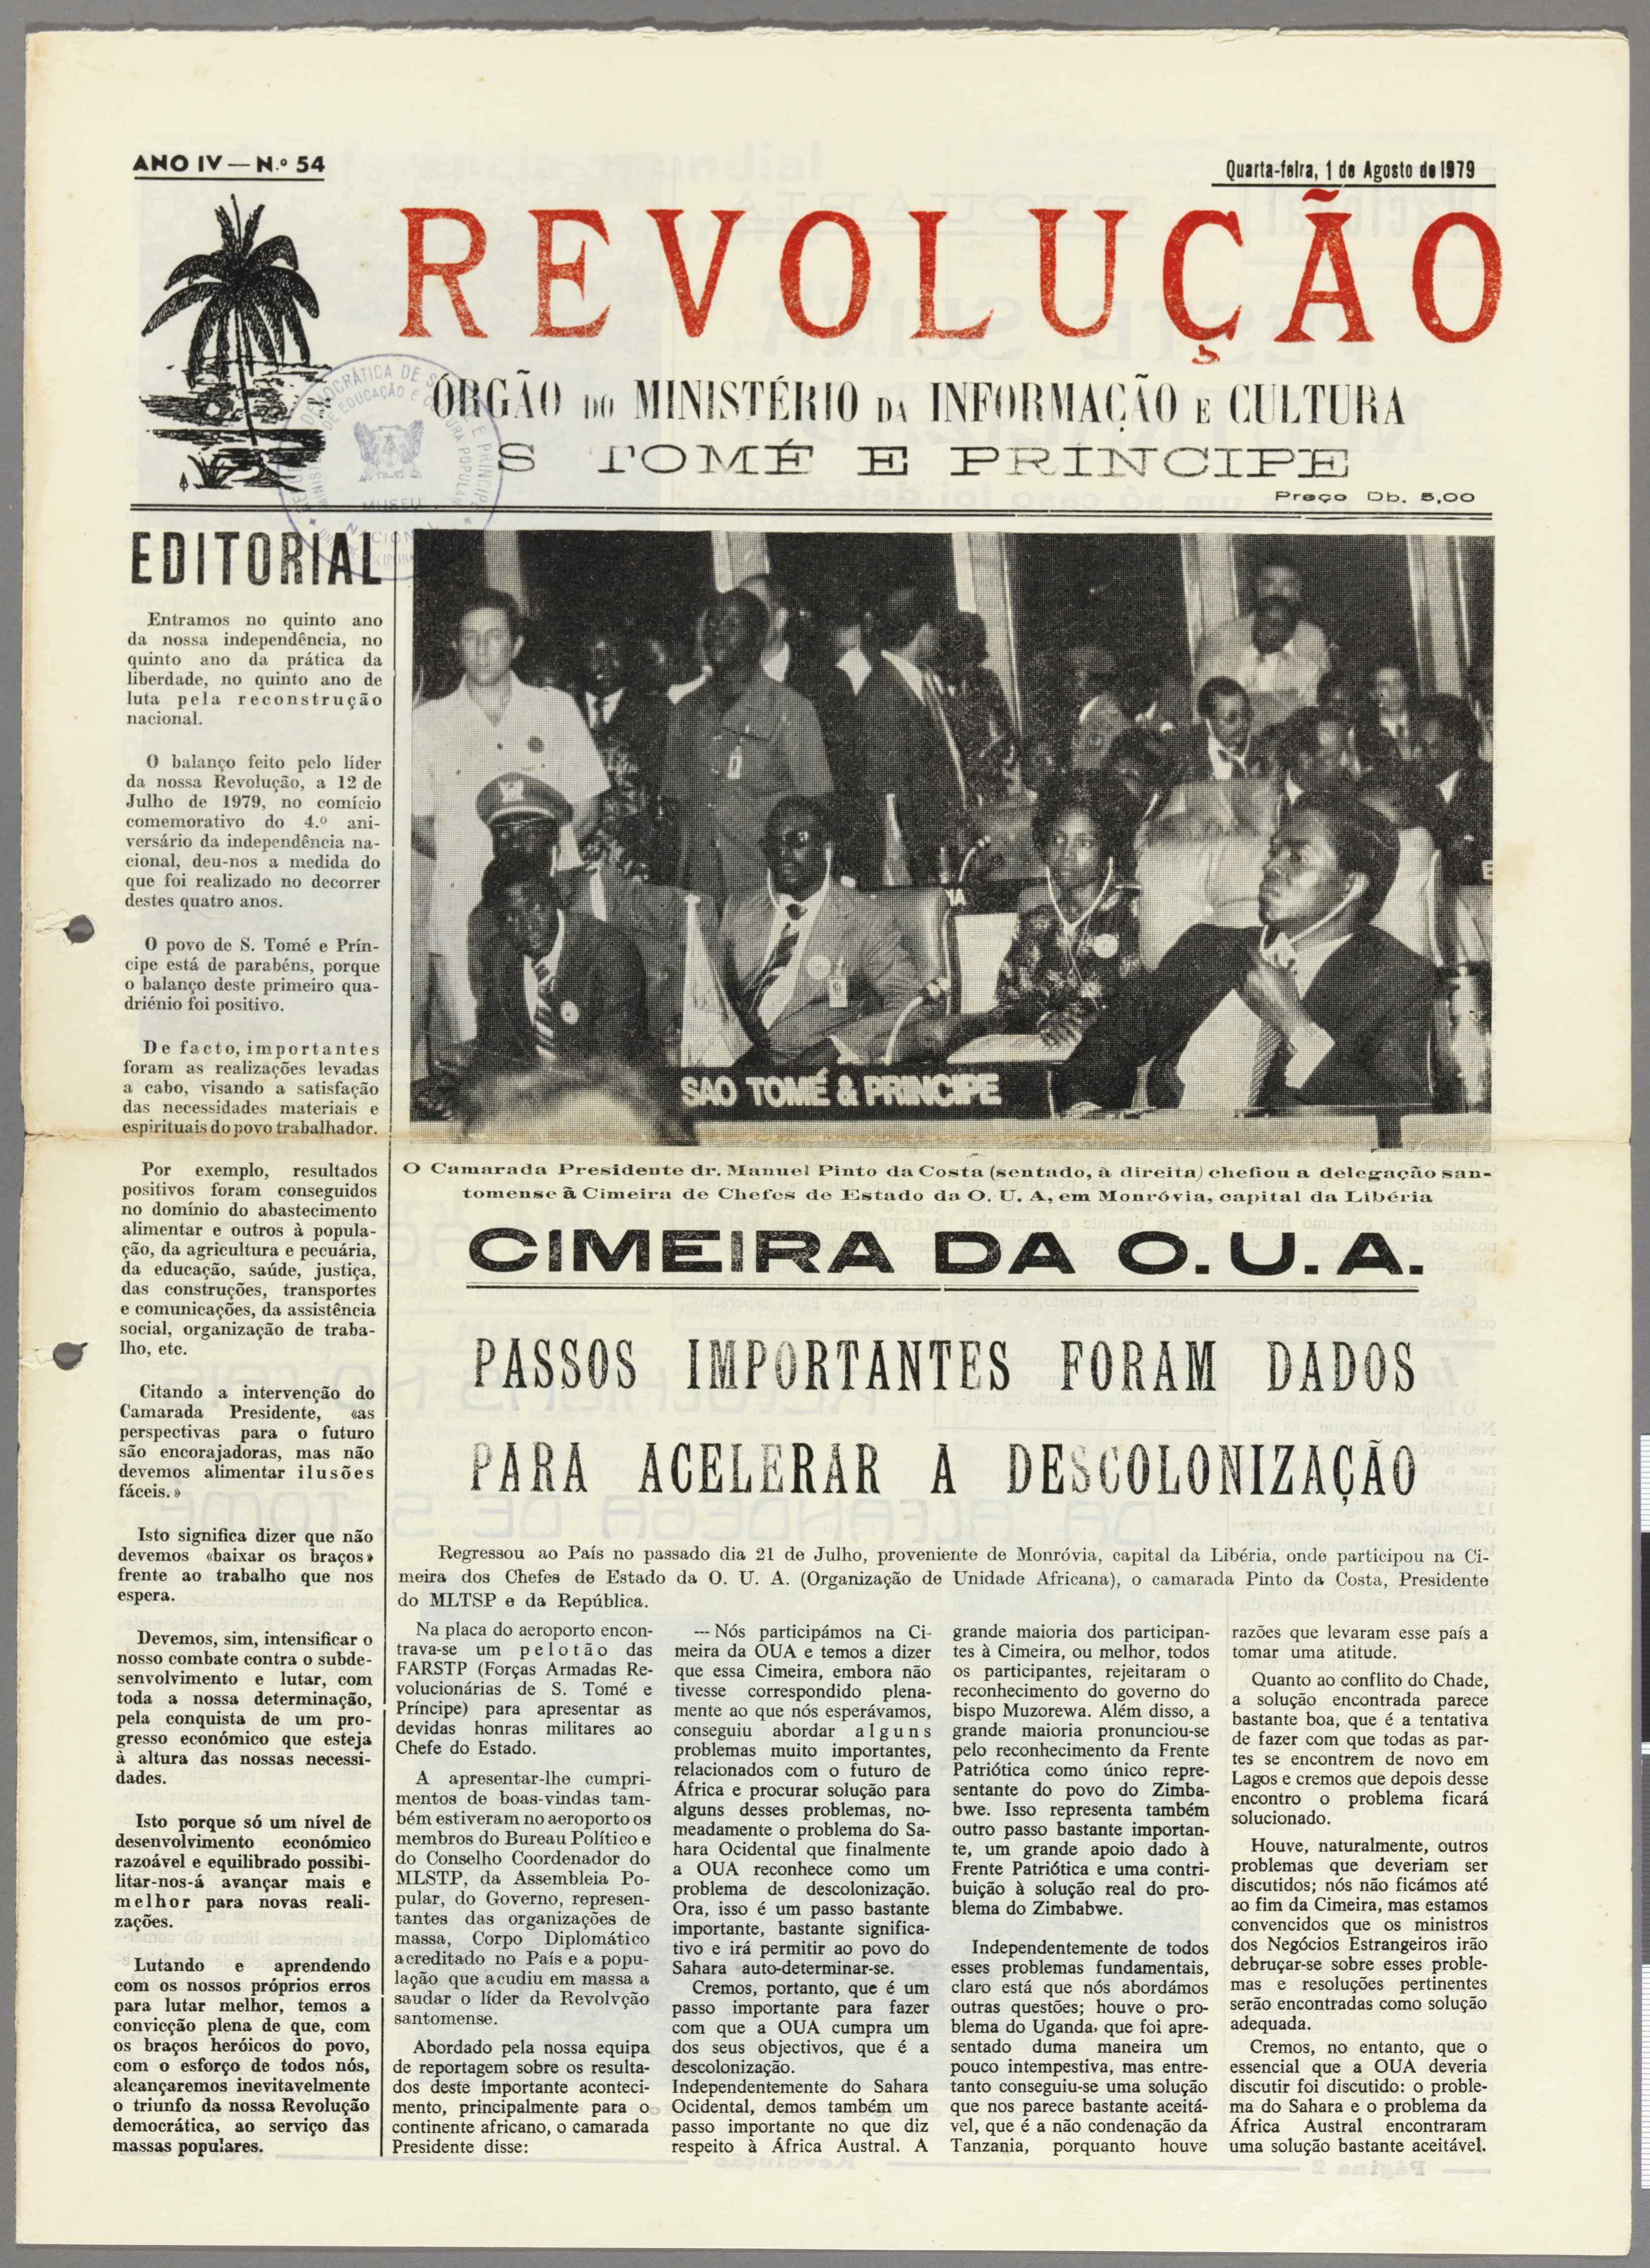 ANO IV — N.º 54
Quarta-feira, 1 de Agosto de 1979
REVOLUÇÃO
ÓRGÃO DO MINISTÉRIO DA INFORMAÇÃO E CULTURA
S TOMÉ E PRÍNCIPE
Preço Db. 5,00
EDITORIAL
Entramos no quinto ano
da nossa independência, no
quinto ano da prática da
liberdade, no quinto ano de
luta pela reconstrução
nacional.
O balanço feito pelo líder
da nossa Revolução, a 12 de
Julho de 1979, no comício
comemorativo do 4.º ani-
versário da independência na-
cional, deu-nos a medida do
que foi realizado no decorrer
destes quatro anos.
O povo de S. Tomé e Prín-
cipe está de parabéns, porque
o balanço deste primeiro qua-
driénio foi positivo.
De facto, importantes
foram as realizações levadas
a cabo, visando a satisfação
das necessidades materiais e
espirituais do povo trabalhador.
Por exemplo, resultados
positivos foram conseguidos
no domínio do abastecimento
alimentar e outros à popula-
ção, da agricultura e pecuária,
da educação, saúde, justiça,
das construções, transportes
e comunicações, da assistência
social, organização de traba-
lho, etc.
Citando a intervenção do
Camarada Presidente, «as
perspectivas para o futuro
são encorajadoras, mas não
devemos alimentar ilusões
fáceis.»
Isto significa dizer que não
devemos «baixar os braços»
frente ao trabalho que nos
espera.
Devemos, sim, intensificar o
nosso combate contra o subde-
senvolvimento e lutar, com
toda a nossa determinação,
pela conquista de um pro-
gresso económico que esteja
à altura das nossas necessi-
dades.
Isto porque só um nível de
desenvolvimento económico
razoável e equilibrado possibi-
litar-nos-á avançar mais e
melhor para novas reali-
zações.
Lutando e aprendendo
com os nossos próprios erros
para lutar melhor, temos a
convicção plena de que, com
os braços heróicos do povo,
com o esforço de todos nós,
alcançaremos inevitavelmente
o triunfo da nossa Revolução
democrática, ao serviço das
massas populares.
SAO TOMÉ & PRINCIPE
O Camarada Presidente dr. Manuel Pinto da Costa (sentado, à direita) chefiou a delegação san-
tomense à Cimeira de Chefes de Estado da O. U. A, em Monróvia, capital da Libéria
CIMEIRA DA O. U. A.
PASSOS IMPORTANTES FORAM DADOS
PARA ACELERAR A DESCOLONIZAÇÃO
Regressou ao País no passado dia 21 de Julho, proveniente de Monróvia, capital da Libéria, onde participou na Ci-
meira dos Chefes de Estado da O. U. A. (Organização de Unidade Africana), o camarada Pinto da Costa, Presidente
do MLTSP e da República.
Na placa do aeroporto encon-
trava-se um pelotão das
FARSTP (Forças Armadas Re-
volucionárias de S. Tomé e
Príncipe) para apresentar as
devidas honras militares ao
Chefe do Estado.
A apresentar-lhe cumpri-
mentos de boas-vindas tam-
bém estiveram no aeroporto os
membros do Bureau Político e
do Conselho Coordenador do
MLSTP, da Assembleia Po-
pular, do Governo, represen-
tantes das organizações de
massa, Corpo Diplomático
acreditado no País e a popu-
lação que acudiu em massa a
saudar o líder da Revolvção
santomense.
Abordado pela nossa equipa
de reportagem sobre os resulta-
dos deste importante aconteci-
mento, principalmente para o
continente africano, o camarada
Presidente disse:
— Nós participámos na Ci-
meira da OUA e temos a dizer
que essa Cimeira, embora não
tivesse correspondido plena-
mente ao que nós esperávamos,
conseguiu abordar alguns
problemas muito importantes,
relacionados com o futuro de
África e procurar solução para
alguns desses problemas, no-
meadamente o problema do Sa-
hara Ocidental que finalmente
a OUA reconhece como um
problema de descolonização.
Ora, isso é um passo bastante
importante, bastante significa-
tivo e irá permitir ao povo do
Sahara auto-determinar-se.
Cremos, portanto, que é um
passo importante para fazer
com que a OUA cumpra um
dos seus objectivos, que é a
descolonização.
Independentemente do Sahara
Ocidental, demos também um
passo importante no que diz
respeito à África Austral. A
grande maioria dos participan-
tes à Cimeira, ou melhor, todos
os participantes, rejeitaram o
reconhecimento do governo do
bispo Muzorewa. Além disso, a
grande maioria pronunciou-se
pelo reconhecimento da Frente
Patriótica como único repre-
sentante do povo do Zimba-
bwe. Isso representa também
outro passo bastante importan-
te, um grande apoio dado à
Frente Patriótica e uma contri-
buição à solução real do pro-
blema do Zimbabwe.
Independentemente de todos
esses problemas fundamentais,
claro está que nós abordámos
outras questões; houve o pro-
blema do Uganda, que foi apre-
sentado duma maneira um
pouco intempestiva, mas entre-
tanto conseguiu-se uma solução
que nos parece bastante aceitá-
vel, que é a não condenação da
Tanzania, porquanto houve
razões que levaram esse país a
tomar uma atitude.
Quanto ao conflito do Chade,
a solução encontrada parece
bastante boa, que é a tentativa
de fazer com que todas as par-
tes se encontrem de novo em
Lagos e cremos que depois desse
encontro o problema ficará
solucionado.
Houve, naturalmente, outros
problemas que deveriam ser
discutidos; nós não ficámos até
ao fim da Cimeira, mas estamos
convencidos que os ministros
dos Negócios Estrangeiros irão
debruçar-se sobre esses proble-
mas e resoluções pertinentes
serão encontradas como solução
adequada.
Cremos, no entanto, que o
essencial que a OUA deveria
discutir foi discutido: o proble-
ma do Sahara e o problema da
África Austral encontraram
uma solução bastante aceitável.